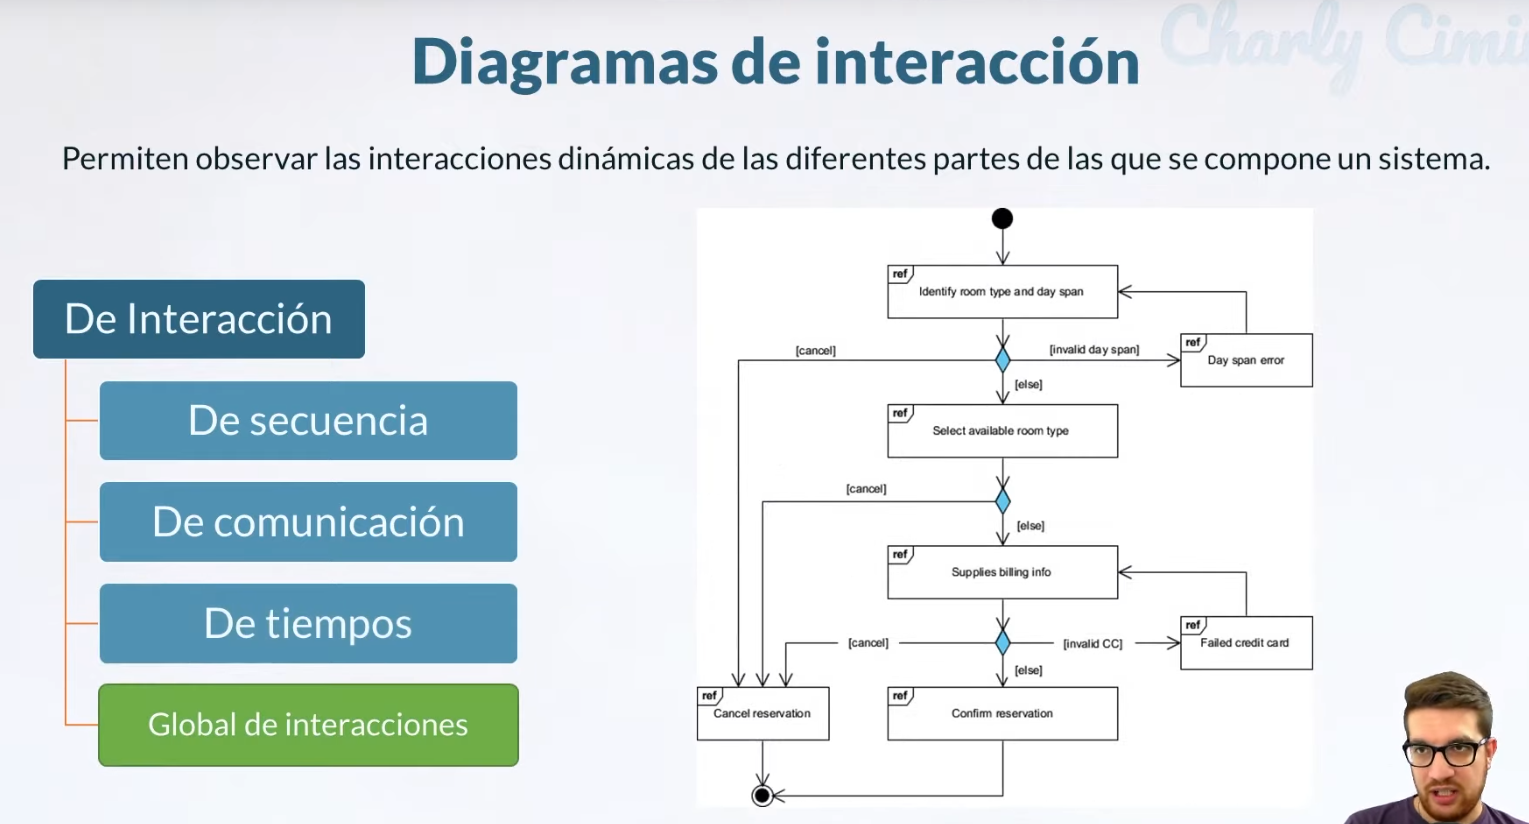 Charly Cimi
Diagramas de interacción
Permiten observar las interacciones dinámicas de las diferentes partes de las que se compone un sistema.
De Interacción
De secuencia
De comunicación
De tiempos
Global de interacciones
ref
Identify room type and day span
[cancel]
[invalid day span]
ref
Day span error
[else]
ref
Select available room type
[cancel]
[else]
ref
Supplies billing info
[cancel]
[invalid CC]
ref
Failed credit card
[else]
ref
Cancel reservation
ref
Confirm reservation